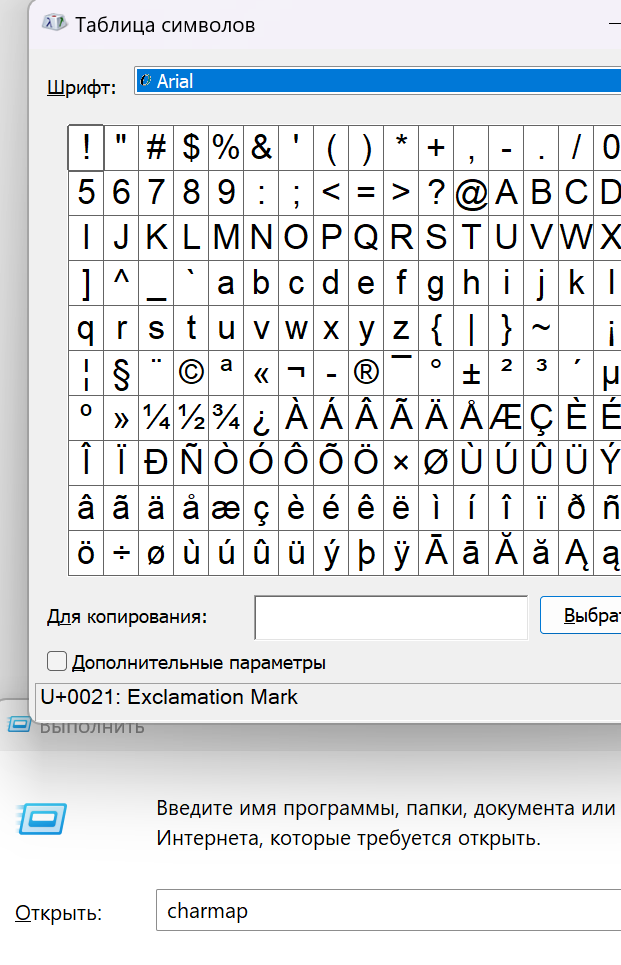 Таблица символов
Шрифт: Arial
! " # $ % & ' ( ) * + , - . / 0
5 6 7 8 9 : ; < = > ? @ A B C D
I J K L M N O P Q R S T U V W X
] ^ _ ` a b c d e f g h i j k l
q r s t u v w x y z { | } ~ ¡
¦ § ¨ © ª « ¬ - ® ¯ ° ± ² ³ ´ µ
º » ¼ ½ ¾ ¿ À Á Â Ã Ä Å Æ Ç È É
Î Ï Ð Ñ Ò Ó Ô Õ Ö × Ø Ù Ú Û Ü Ý
â ã ä å æ ç è é ê ë ì í î ï ð ñ
ö ÷ ø ù ú û ü ý þ ÿ Ā ā Ă ă Ą ą
Для копирования: Выбрат
Дополнительные параметры
U+0021: Exclamation Mark
Выполнить
Введите имя программы, папки, документа или
Интернета, которые требуется открыть.
Открыть: charmap